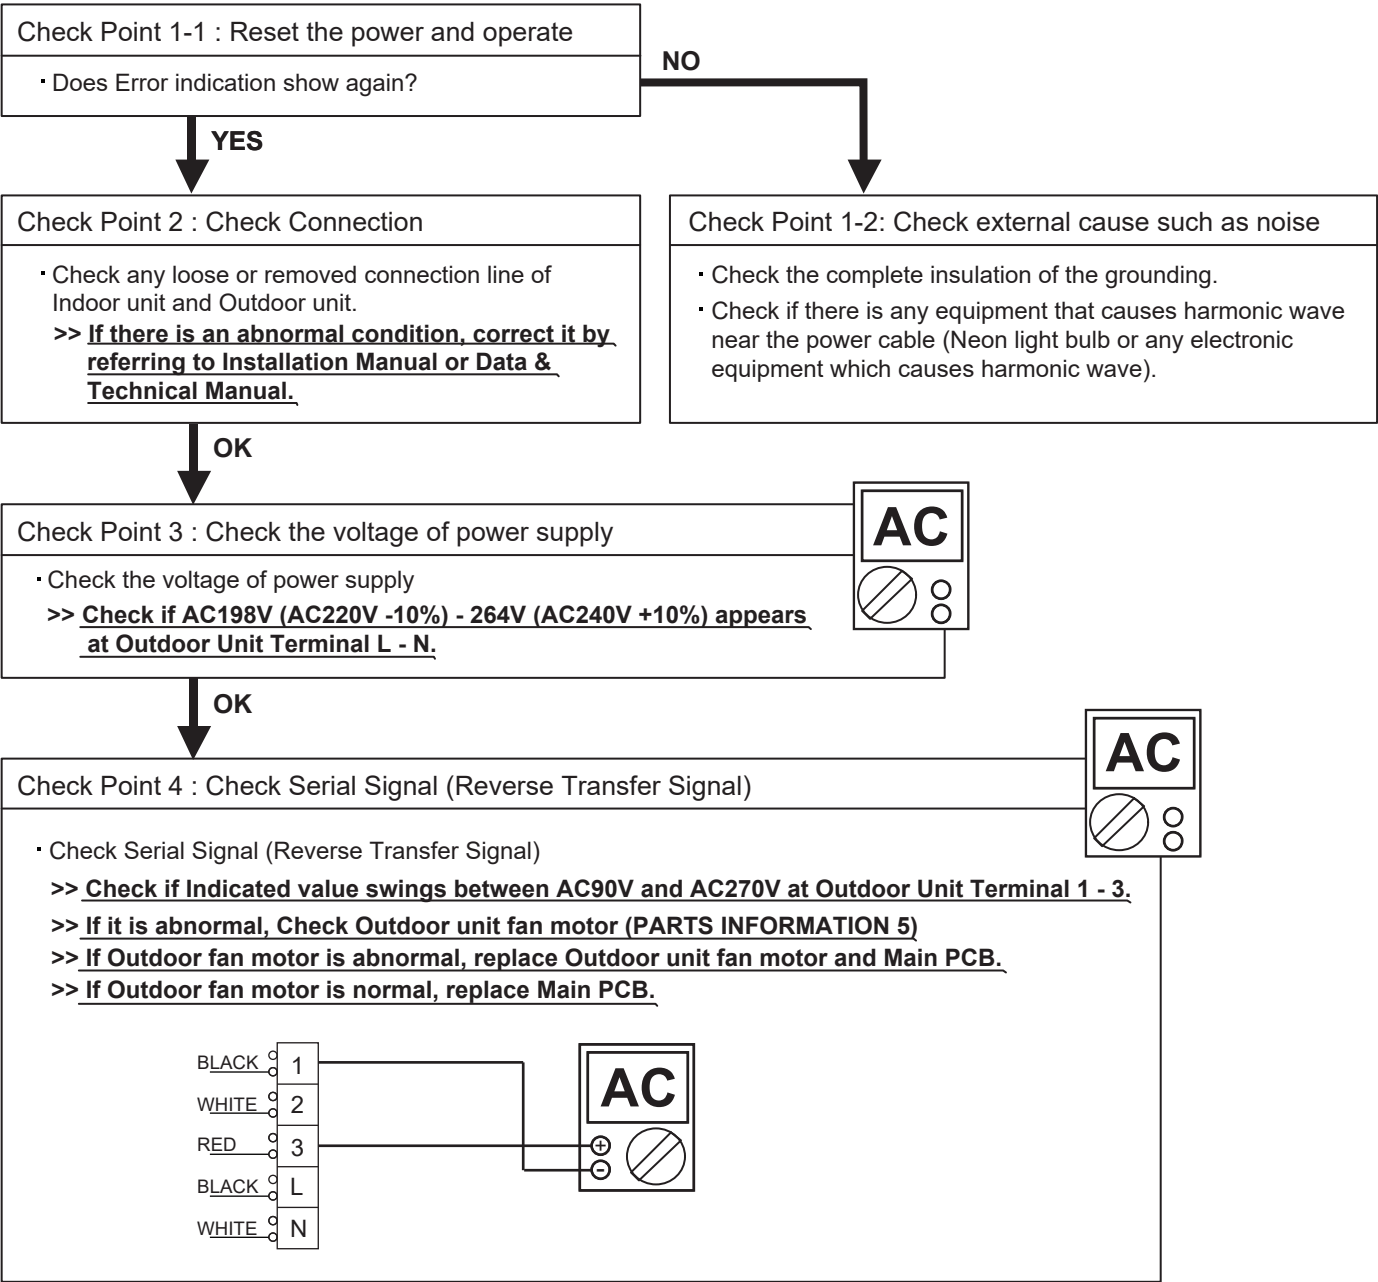 Check Point 1-1 : Reset the power and operate
· Does Error indication show again?
NO
YES
Check Point 2 : Check Connection
· Check any loose or removed connection line of
Indoor unit and Outdoor unit.
>> If there is an abnormal condition, correct it by
referring to Installation Manual or Data &
Technical Manual.
Check Point 1-2: Check external cause such as noise
· Check the complete insulation of the grounding.
· Check if there is any equipment that causes harmonic wave
near the power cable (Neon light bulb or any electronic
equipment which causes harmonic wave).
OK
Check Point 3 : Check the voltage of power supply
AC
· Check the voltage of power supply
>> Check if AC198V (AC220V -10%) - 264V (AC240V +10%) appears
at Outdoor Unit Terminal L - N.
OK
Check Point 4 : Check Serial Signal (Reverse Transfer Signal)
AC
· Check Serial Signal (Reverse Transfer Signal)
>> Check if Indicated value swings between AC90V and AC270V at Outdoor Unit Terminal 1 - 3.
>> If it is abnormal, Check Outdoor unit fan motor (PARTS INFORMATION 5)
>> If Outdoor fan motor is abnormal, replace Outdoor unit fan motor and Main PCB.
>> If Outdoor fan motor is normal, replace Main PCB.
BLACK 1
WHITE 2
RED 3
BLACK L
WHITE N
AC
+
-